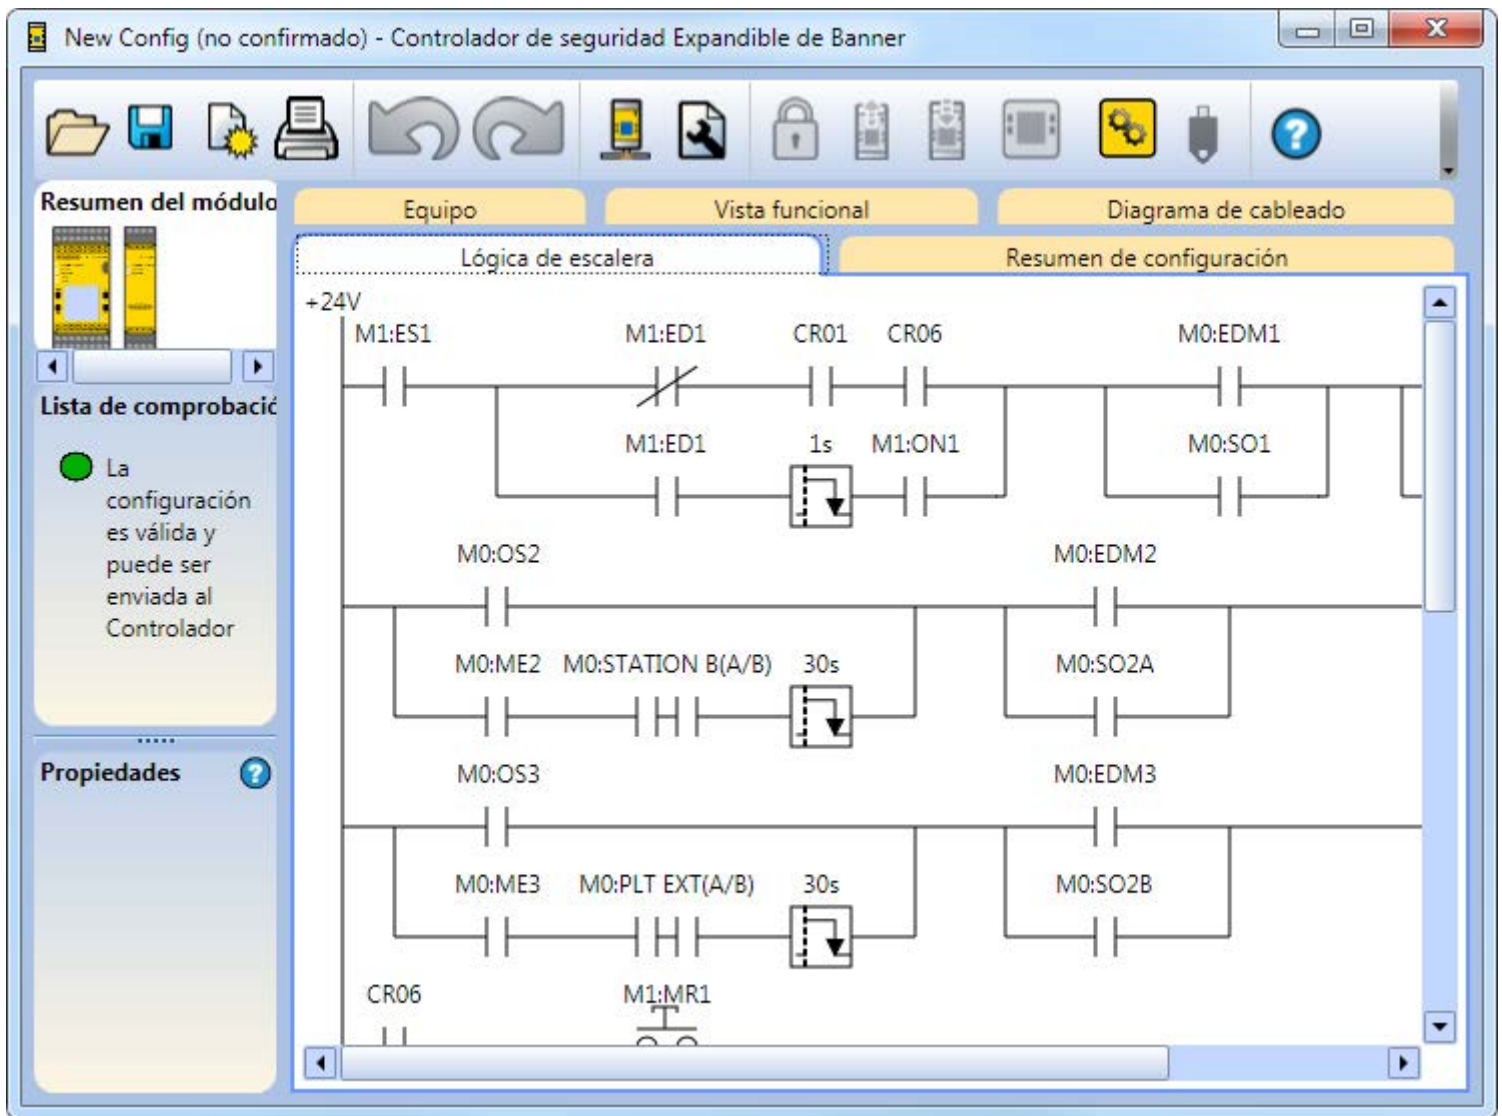 New Config (no confirmado) - Controlador de seguridad Expandible de Banner
Resumen del módulo
Equipo
Vista funcional
Diagrama de cableado
Lógica de escalera
Resumen de configuración
Lista de comprobació
La
configuración
es válida y
puede ser
enviada al
Controlador
Propiedades
+24V
M1:ES1 M1:ED1 CR01 CR06 M0:EDM1
M1:ED1 1s M1:ON1 M0:SO1
M0:OS2 M0:EDM2
M0:ME2 M0:STATION B(A/B) 30s M0:SO2A
M0:OS3 M0:EDM3
M0:ME3 M0:PLT EXT(A/B) 30s M0:SO2B
CR06 M1:MR1